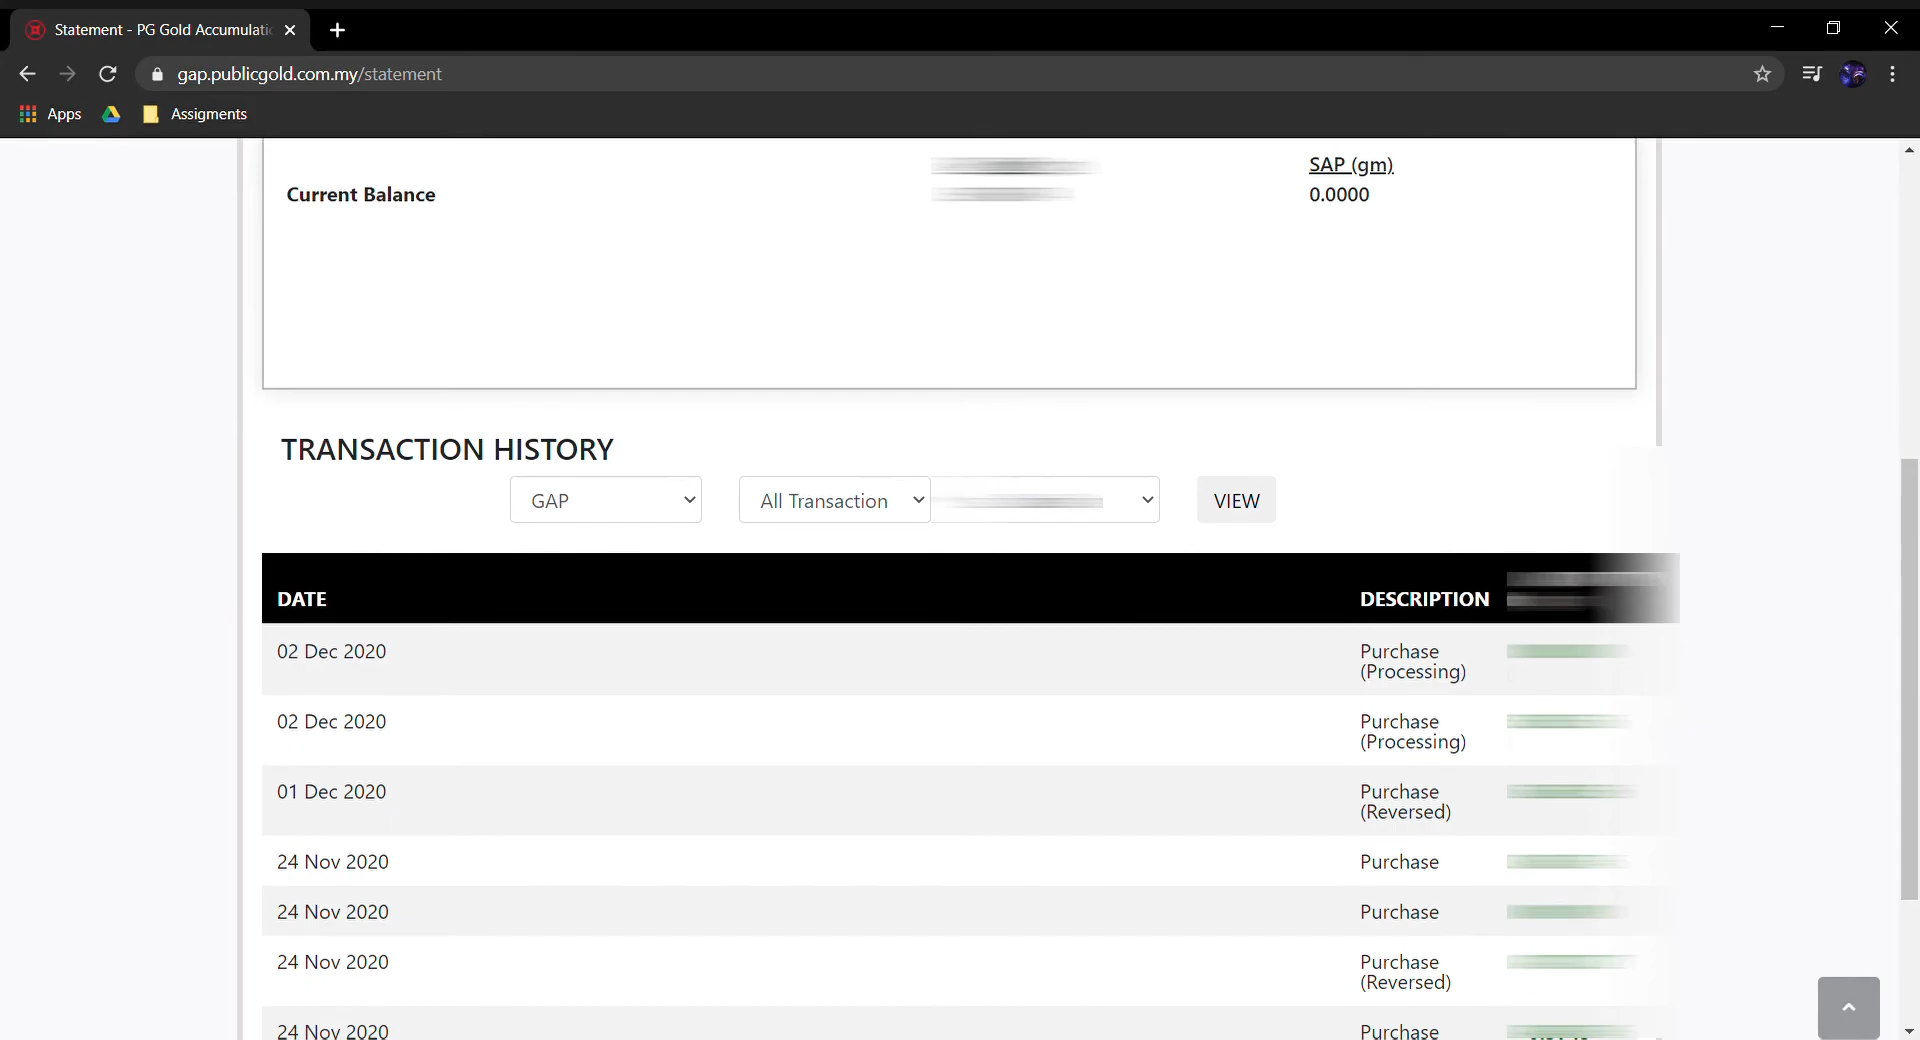 Statement - PG Gold Accumulatio
gap.publicgold.com.my/statement
Apps
Assigments
SAP (gm)
Current Balance 0.0000
TRANSACTION HISTORY
GAP All Transaction VIEW
DATE DESCRIPTION
02 Dec 2020 Purchase
(Processing)
02 Dec 2020 Purchase
(Processing)
01 Dec 2020 Purchase
(Reversed)
24 Nov 2020 Purchase
24 Nov 2020 Purchase
24 Nov 2020 Purchase
(Reversed)
24 Nov 2020 Purchase